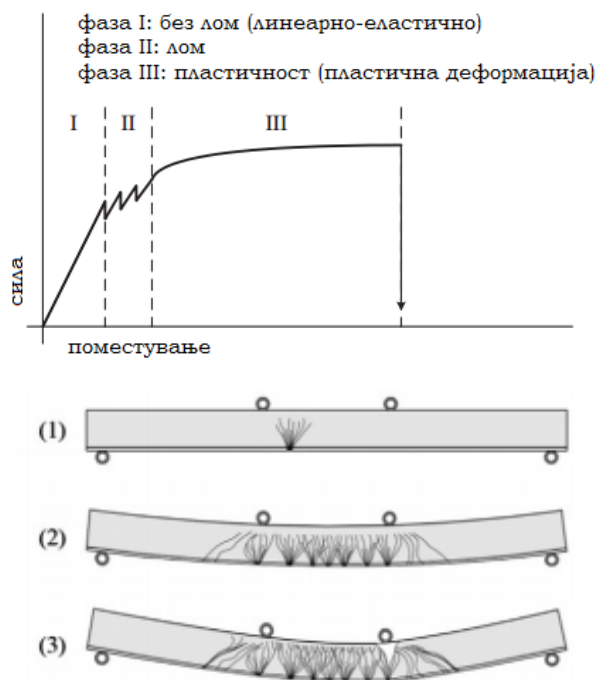 фаза I: без лом (линеарно-еластично)
фаза II: лом
фаза III: пластичност (пластична деформација)
I II III
сила
поместување
(1)
(2)
(3)